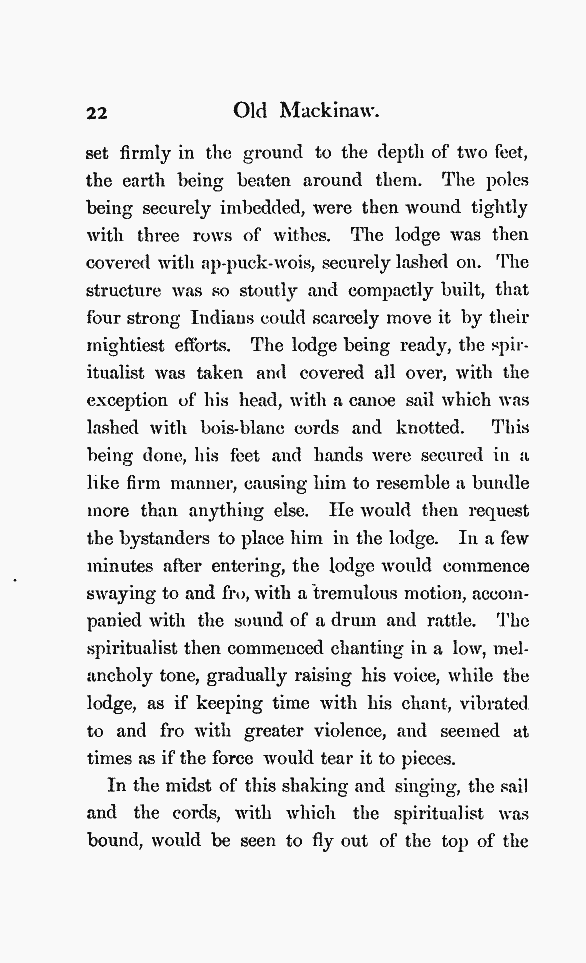 22 Old Mackinaw.
set firmly in the ground to the depth of two feet,
the earth being beaten around them. The poles
being securely imbedded, were then wound tightly
with three rows of withes. The lodge was then
covered with ap-puck-wois, securely lashed on. The
structure was so stoutly and compactly built, that
four strong Indians could scarcely move it by their
mightiest efforts. The lodge being ready, the spir-
itualist was taken and covered all over, with the
exception of his head, with a canoe sail which was
lashed with bois-blanc cords and knotted. This
being done, his feet and hands were secured in a
like firm manner, causing him to resemble a bundle
more than anything else. He would then request
the bystanders to place him in the lodge. In a few
minutes after entering, the lodge would commence
swaying to and fro, with a tremulous motion, accom-
panied with the sound of a drum and rattle. The
spiritualist then commenced chanting in a low, mel-
ancholy tone, gradually raising his voice, while the
lodge, as if keeping time with his chant, vibrated
to and fro with greater violence, and seemed at
times as if the force would tear it to pieces.
In the midst of this shaking and singing, the sail
and the cords, with which the spiritualist was
bound, would be seen to fly out of the top of the